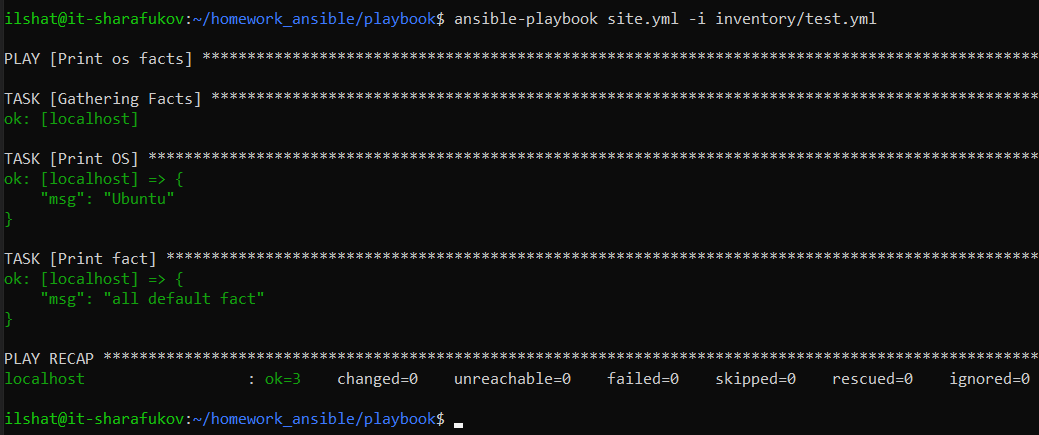 ilshat@it-sharafukov:~/homework_ansible/playbook$ ansible-playbook site.yml -i inventory/test.yml
PLAY [Print os facts] *********************************************************************************************
TASK [Gathering Facts] ********************************************************************************************
ok: [localhost]
TASK [Print OS] ***************************************************************************************************
ok: [localhost] => {
    "msg": "Ubuntu"
}
TASK [Print fact] *************************************************************************************************
ok: [localhost] => {
    "msg": "all default fact"
}
PLAY RECAP ********************************************************************************************************
localhost                  : ok=3    changed=0    unreachable=0    failed=0    skipped=0    rescued=0    ignored=0
ilshat@it-sharafukov:~/homework_ansible/playbook$